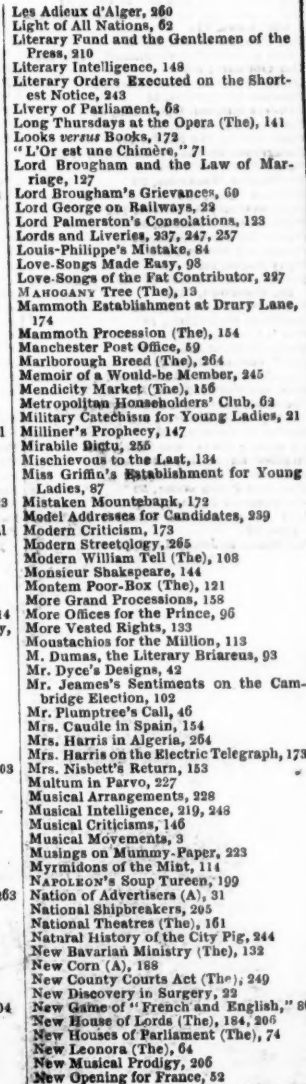 Les Adieux d'Alger, 260
Light of All Nations, 62
Literary Fund and the Gentlemen of the
Press, 210
Literary Intelligence, 148
Literary Orders Executed on the Short-
est Notice, 243
Livery of Parliament, 68
Long Thursdays at the Opera (The), 141
Looks versus Books, 172
"L'Or est une Chimère," 71
Lord Brougham and the Law of Mar-
riage, 127
Lord Brougham's Grievances, 60
Lord George on Railways, 22
Lord Palmerston's Consolations, 123
Lords and Liveries, 237, 247, 257
Louis-Philippe's Mistake, 84
Love-Songs Made Easy, 98
Love-Songs of the Fat Contributor, 227
MAHOGANY Tree (The), 13
Mammoth Establishment at Drury Lane,
174
Mammoth Procession (The), 154
Manchester Post Office, 59
Marlborough Breed (The), 264
Memoir of a Would-be Member, 245
Mendicity Market (The), 156
Metropolitan Householders' Club, 62
Military Catechism for Young Ladies, 21
Milliner's Prophecy, 147
Mirabile Dictu, 255
Mischievous to the Last, 134
Miss Griffin's Establishment for Young
Ladies, 87
Mistaken Mountebank, 172
Model Addresses for Candidates, 239
Modern Criticism, 173
Modern Streetology, 265
Modern William Tell (The), 108
Monsieur Shakspeare, 144
Montem Poor-Box (The), 121
More Grand Processions, 158
More Offices for the Prince, 96
More Vested Rights, 133
Moustachios for the Million, 113
M. Dumas, the Literary Briareus, 93
Mr. Dyce's Designs, 42
Mr. Jeames's Sentiments on the Cam-
bridge Election, 102
Mr. Plumptree's Call, 46
Mrs. Caudle in Spain, 154
Mrs. Harris in Algeria, 264
Mrs. Harris on the Electric Telegraph, 173
Mrs. Nisbett's Return, 153
Multum in Parvo, 227
Musical Arrangements, 228
Musical Intelligence, 219, 248
Musical Criticisms, 146
Musical Movements, 3
Musings on Mummy-Paper, 223
Myrmidons of the Mint, 114
NAPOLEON's Soup Tureen, 199
Nation of Advertisers (A), 31
National Shipbreakers, 205
National Theatres (The), 161
Natural History of the City Pig, 244
New Bavarian Ministry (The), 132
New Corn (A), 188
New County Courts Act (The), 249
New Discovery in Surgery, 22
New Game of "French and English,"
New House of Lords (The), 184, 206
New Houses of Parliament (The), 74
New Leonora (The), 64
New Musical Prodigy, 206
New Opening for France, 52